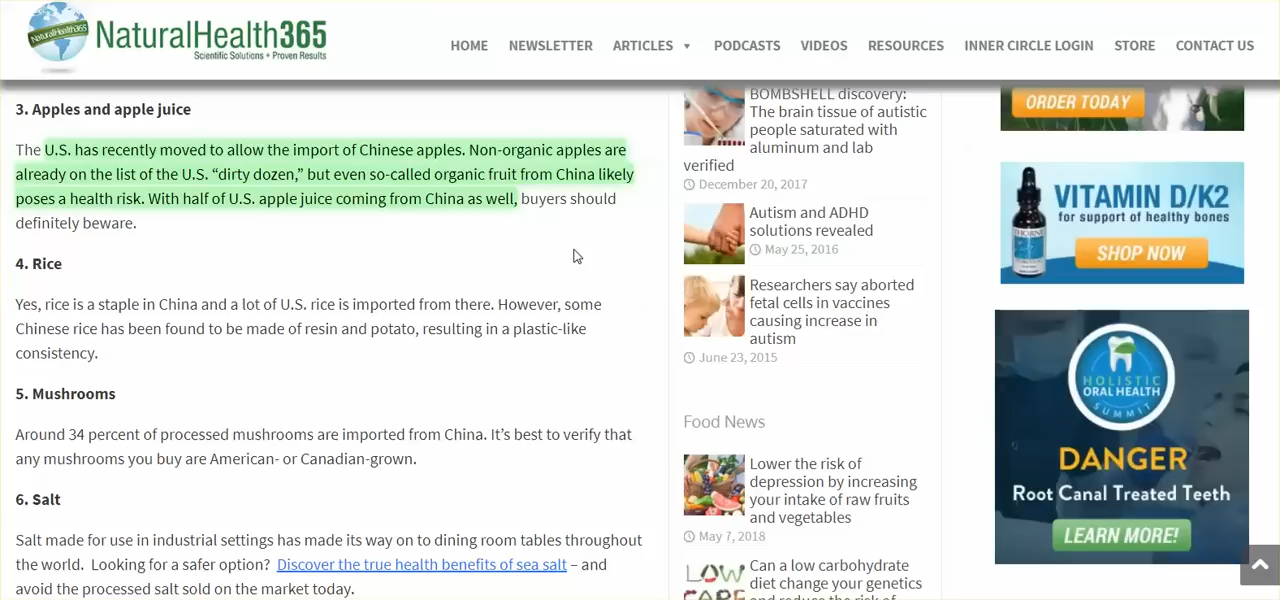 NaturalHealth365
NaturalHealth365
Scientific Solutions + Proven Results
HOME NEWSLETTER ARTICLES PODCASTS VIDEOS RESOURCES INNER CIRCLE LOGIN STORE CONTACT US
3. Apples and apple juice
The U.S. has recently moved to allow the import of Chinese apples. Non-organic apples are
already on the list of the U.S. “dirty dozen,” but even so-called organic fruit from China likely
poses a health risk. With half of U.S. apple juice coming from China as well, buyers should
definitely beware.
4. Rice
Yes, rice is a staple in China and a lot of U.S. rice is imported from there. However, some
Chinese rice has been found to be made of resin and potato, resulting in a plastic-like
consistency.
5. Mushrooms
Around 34 percent of processed mushrooms are imported from China. It’s best to verify that
any mushrooms you buy are American- or Canadian-grown.
6. Salt
Salt made for use in industrial settings has made its way on to dining room tables throughout
the world. Looking for a safer option? Discover the true health benefits of sea salt – and
avoid the processed salt sold on the market today.
BOMBSHELL discovery:
The brain tissue of autistic
people saturated with
aluminum and lab
verified
December 20, 2017
Autism and ADHD
solutions revealed
May 25, 2016
Researchers say aborted
fetal cells in vaccines
causing increase in
autism
June 23, 2015
Food News
Lower the risk of
depression by increasing
your intake of raw fruits
and vegetables
May 7, 2018
LOW
CARB
Can a low carbohydrate
diet change your genetics
and reduce the risk of
ORDER TODAY
VITAMIN D/K2
for support of healthy bones
SHOP NOW
THORNE
HOLISTIC
ORAL HEALTH
SUMMIT
DANGER
Root Canal Treated Teeth
LEARN MORE!